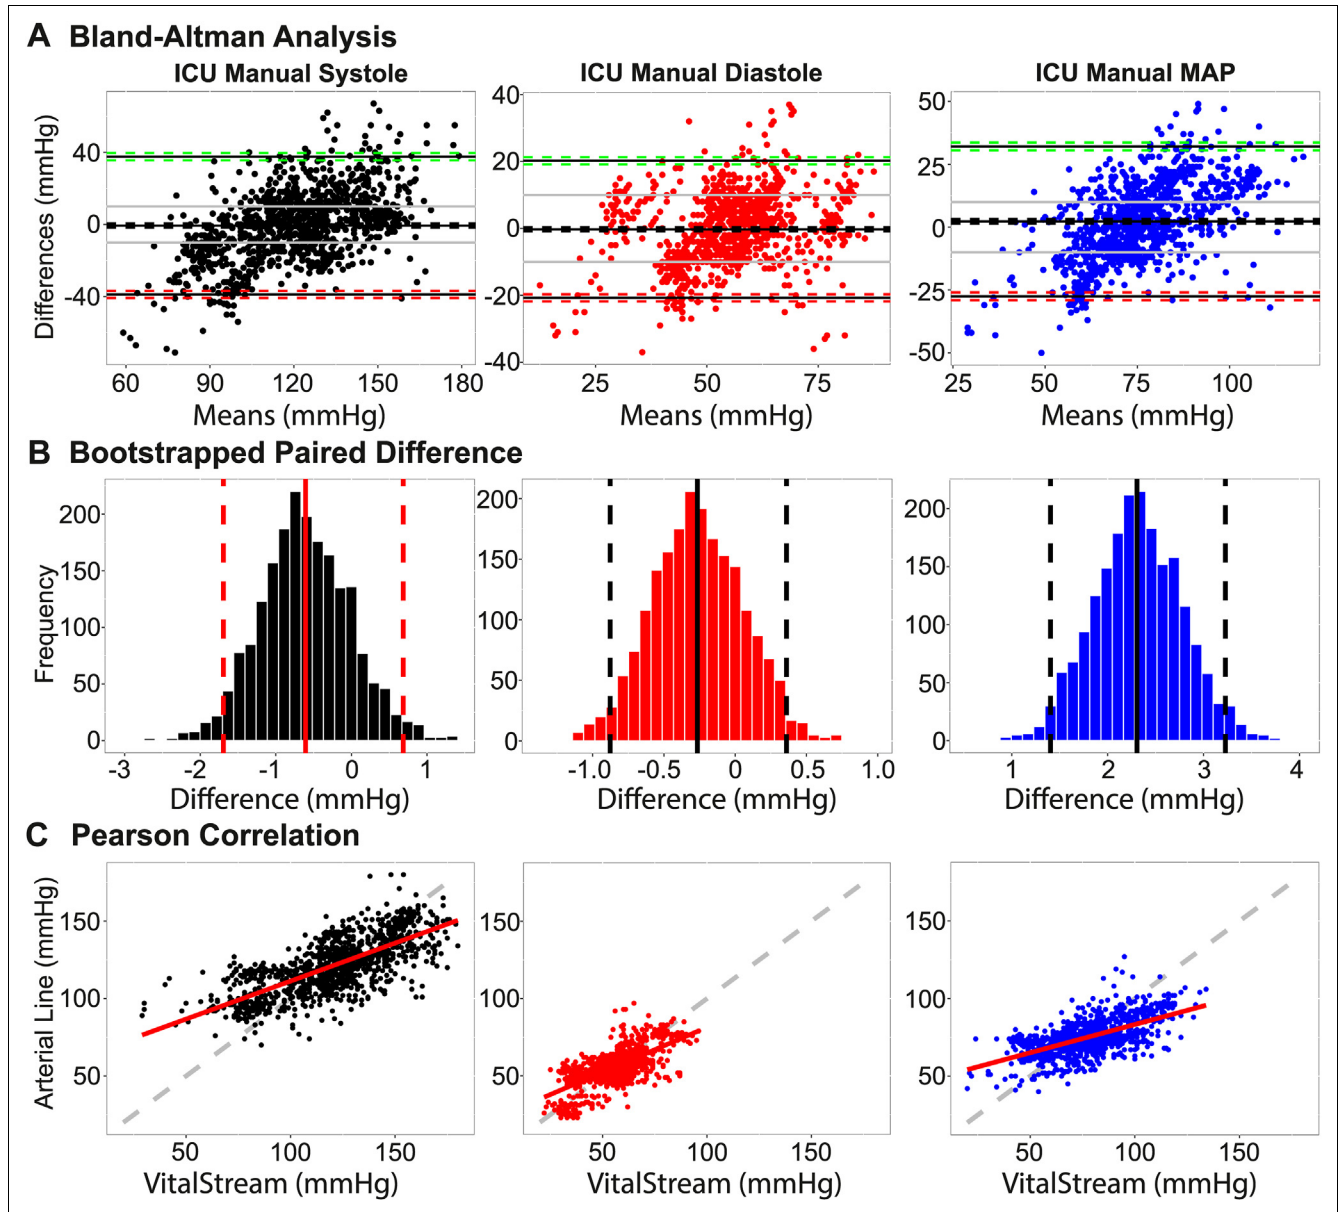 A Bland-Altman Analysis
ICU Manual Systole
ICU Manual Diastole
ICU Manual MAP
Differences (mmHg)
40
0
-40
60 90 120 150 180
Means (mmHg)
40
20
0
-20
-40
25 50 75
Means (mmHg)
50
25
0
-25
-50
25 50 75 100
Means (mmHg)
B Bootstrapped Paired Difference
Frequency
200
150
100
50
0
-3 -2 -1 0 1
Difference (mmHg)
200
150
100
50
0
-1.0 -0.5 0 0.5 1.0
Difference (mmHg)
200
150
100
50
0
1 2 3 4
Difference (mmHg)
C Pearson Correlation
Arterial Line (mmHg)
150
100
50
50 100 150
VitalStream (mmHg)
150
100
50
50 100 150
VitalStream (mmHg)
150
100
50
50 100 150
VitalStream (mmHg)